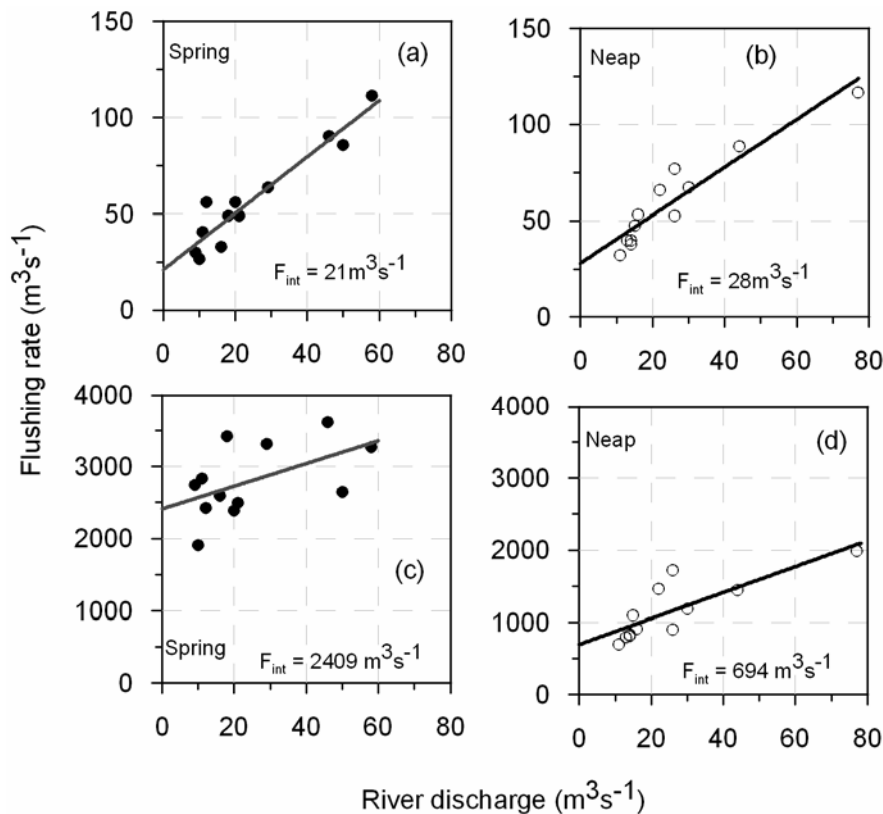 Flushing rate (m³s⁻¹)
150
100
50
0
Spring
(a)
F_int = 21m³s⁻¹
0 20 40 60 80
150
100
50
0
Neap
(b)
F_int = 28m³s⁻¹
0 20 40 60 80
4000
3000
2000
1000
0
(c)
Spring
F_int = 2409 m³s⁻¹
0 20 40 60 80
4000
3000
2000
1000
0
Neap
(d)
F_int = 694 m³s⁻¹
0 20 40 60 80
River discharge (m³s⁻¹)